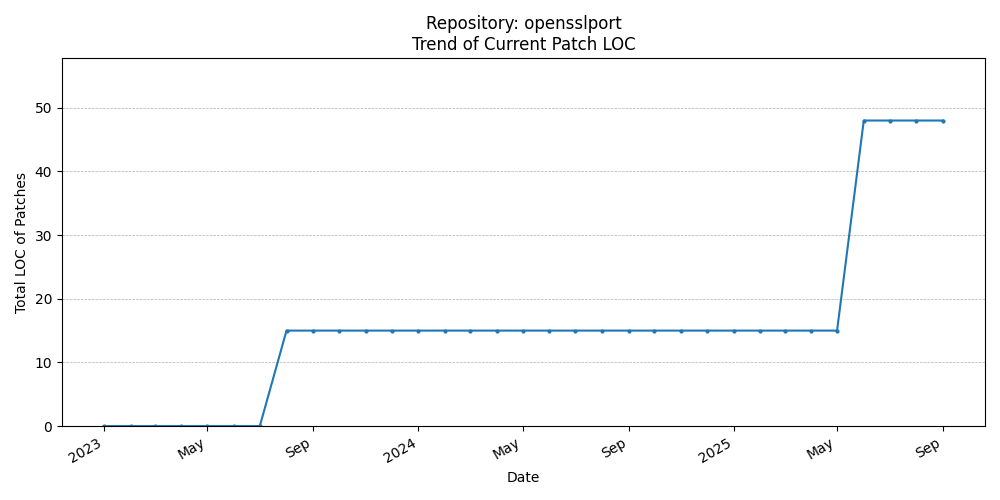 Repository: opensslport
Trend of Current Patch LOC
Total LOC of Patches
50
40
30
20
10
0
2023
May
Sep
2024
May
Sep
2025
May
Sep
Date